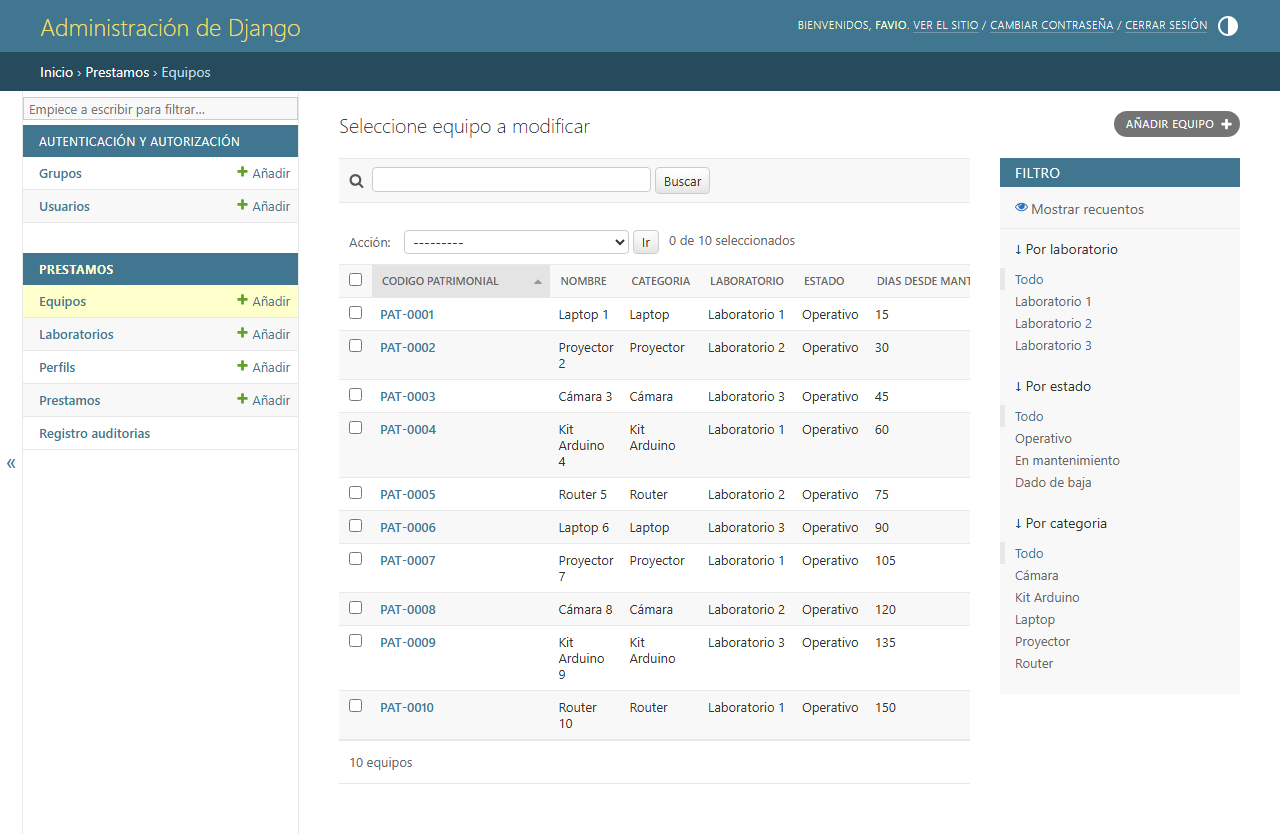 Administración de Django
BIENVENIDOS, FAVIO. VER EL SITIO / CAMBIAR CONTRASEÑA / CERRAR SESIÓN
Inicio › Prestamos › Equipos
Empiece a escribir para filtrar...
AUTENTICACIÓN Y AUTORIZACIÓN
Grupos Añadir
Usuarios Añadir
PRESTAMOS
Equipos Añadir
Laboratorios Añadir
Perfils Añadir
Prestamos Añadir
Registro auditorias
«
Seleccione equipo a modificar
AÑADIR EQUIPO
Buscar
Acción: --------- Ir 0 de 10 seleccionados
CODIGO PATRIMONIAL NOMBRE CATEGORIA LABORATORIO ESTADO DIAS DESDE MANT
PAT-0001 Laptop 1 Laptop Laboratorio 1 Operativo 15
PAT-0002 Proyector Proyector Laboratorio 2 Operativo 30
2
PAT-0003 Cámara 3 Cámara Laboratorio 3 Operativo 45
PAT-0004 Kit Kit Laboratorio 1 Operativo 60
Arduino Arduino
4
PAT-0005 Router 5 Router Laboratorio 2 Operativo 75
PAT-0006 Laptop 6 Laptop Laboratorio 3 Operativo 90
PAT-0007 Proyector Proyector Laboratorio 1 Operativo 105
7
PAT-0008 Cámara 8 Cámara Laboratorio 2 Operativo 120
PAT-0009 Kit Kit Laboratorio 3 Operativo 135
Arduino Arduino
9
PAT-0010 Router Router Laboratorio 1 Operativo 150
10
10 equipos
FILTRO
Mostrar recuentos
↓ Por laboratorio
Todo
Laboratorio 1
Laboratorio 2
Laboratorio 3
↓ Por estado
Todo
Operativo
En mantenimiento
Dado de baja
↓ Por categoria
Todo
Cámara
Kit Arduino
Laptop
Proyector
Router